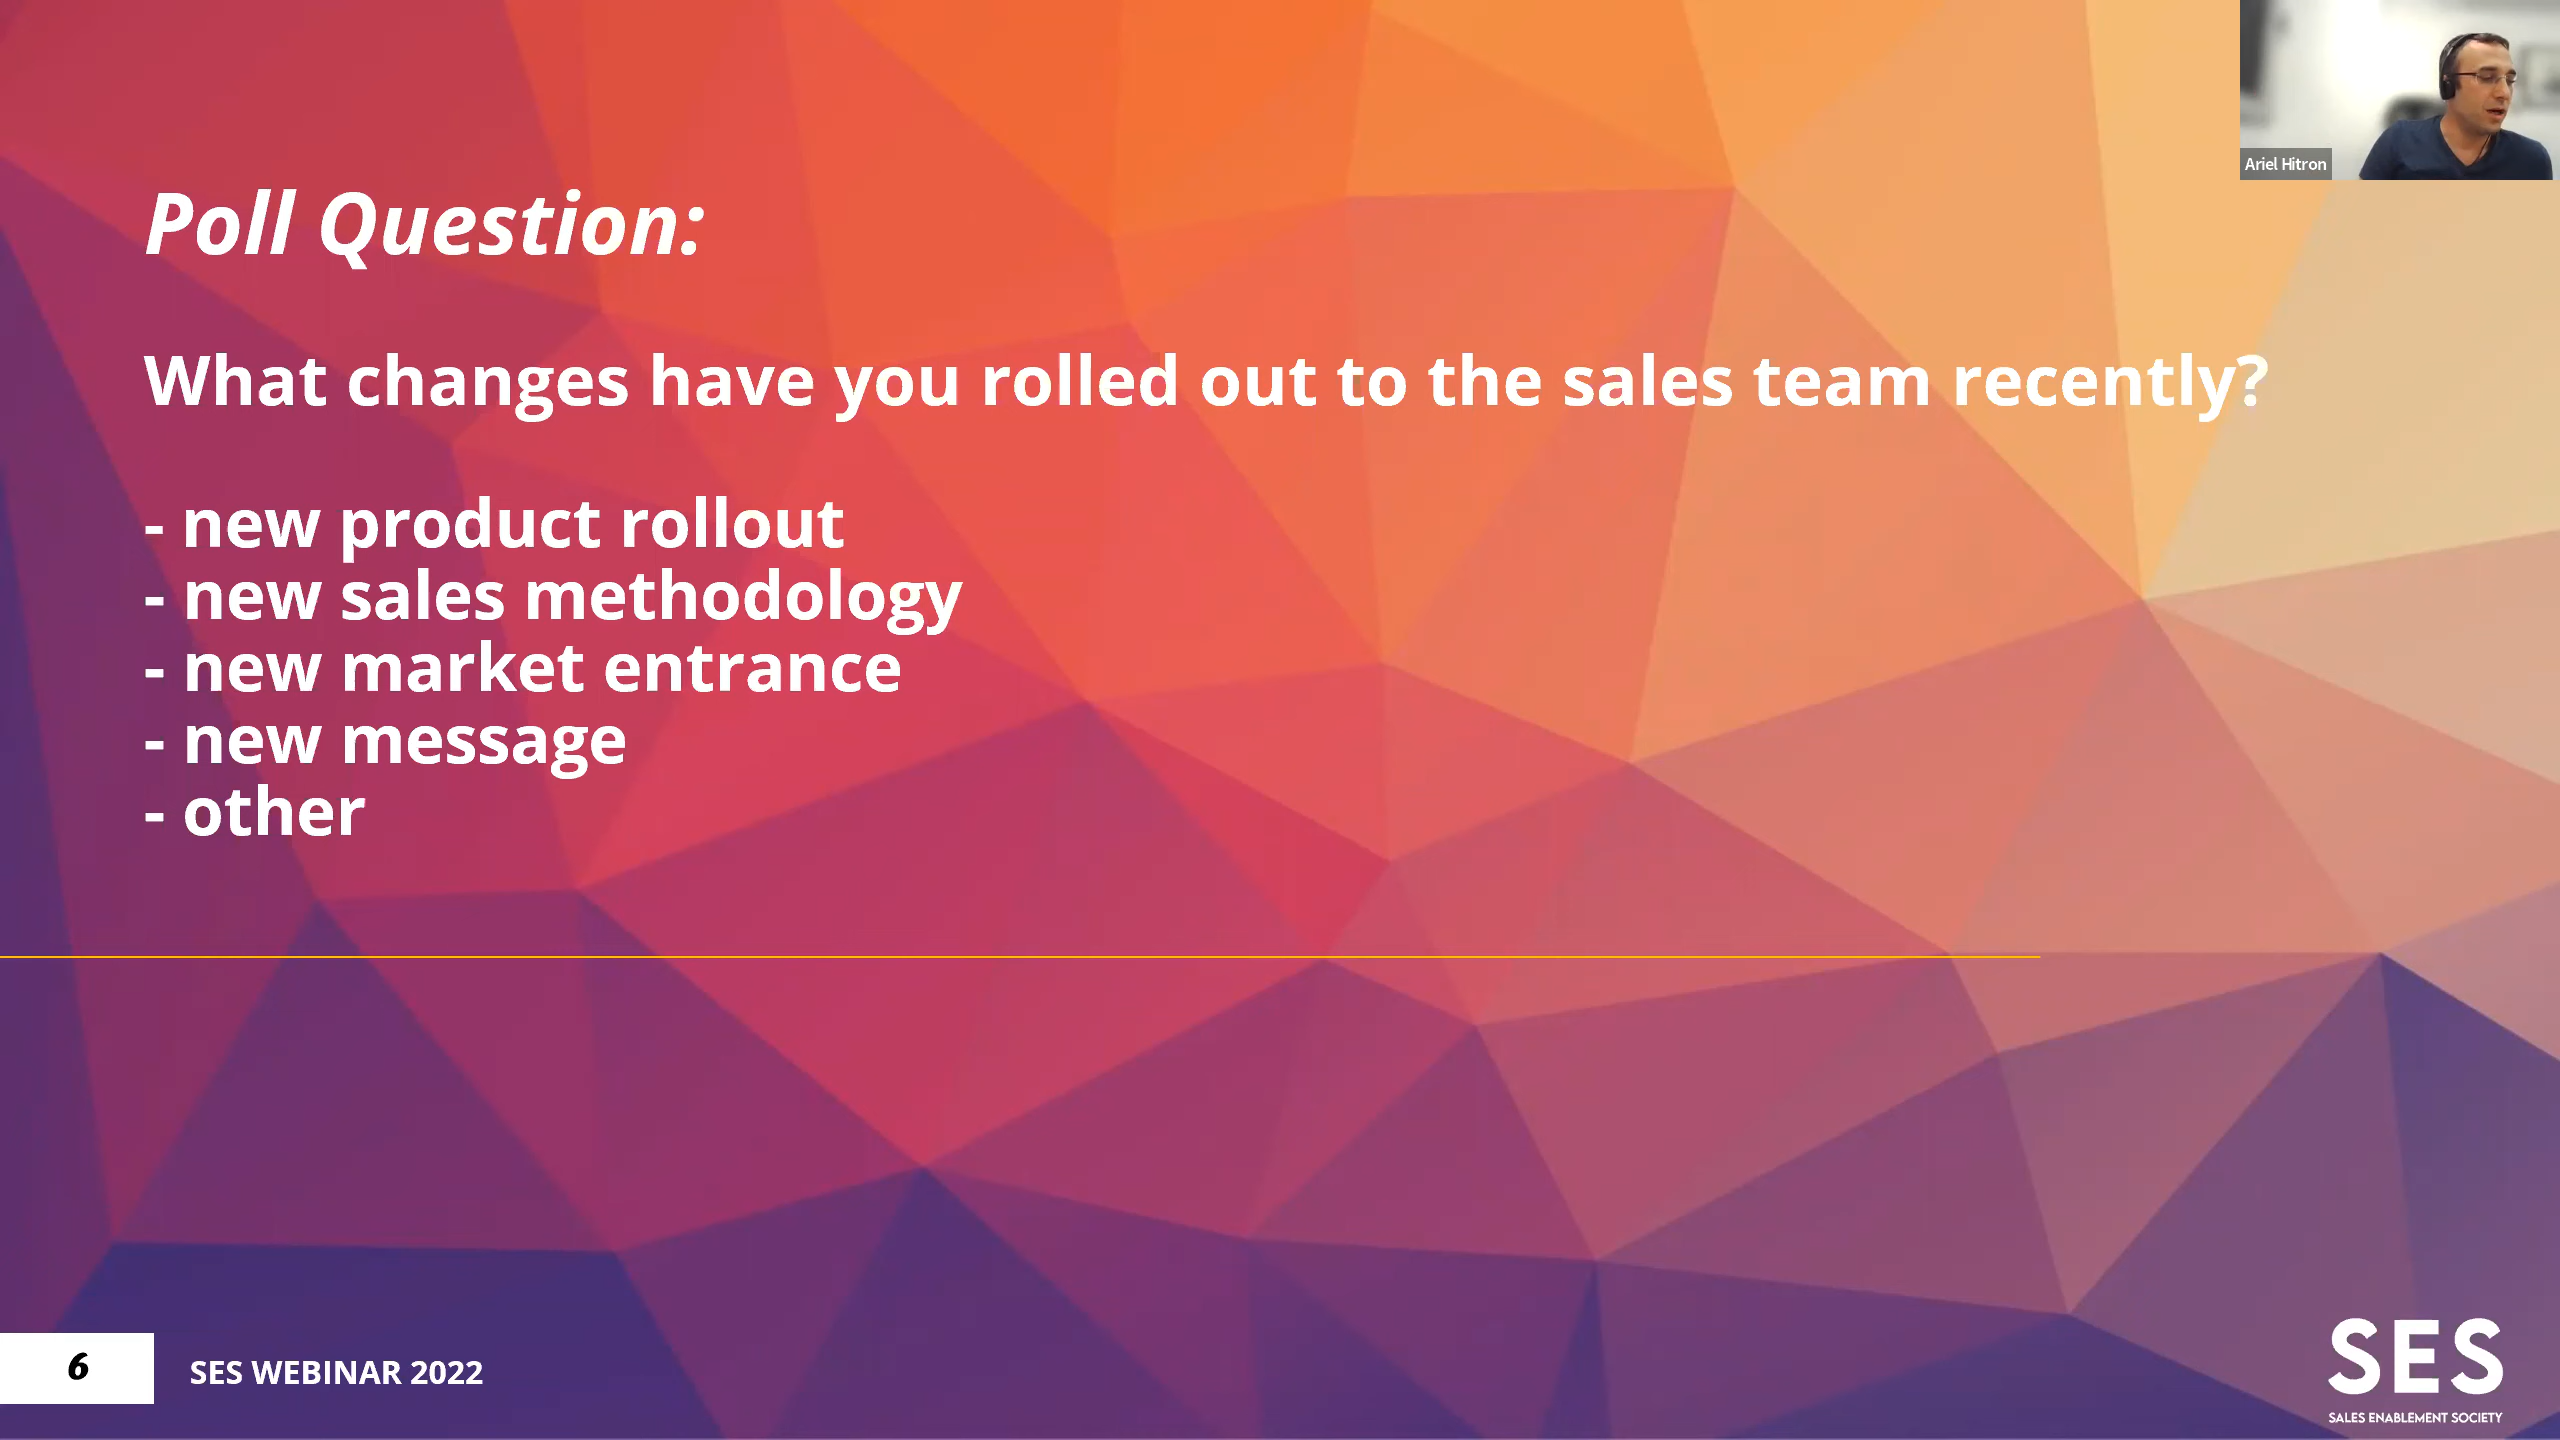 Ariel Hitron
Poll Question:
What changes have you rolled out to the sales team recently?
- new product rollout
- new sales methodology
- new market entrance
- new message
- other
6
SES WEBINAR 2022
SES
SALES ENABLEMENT SOCIETY